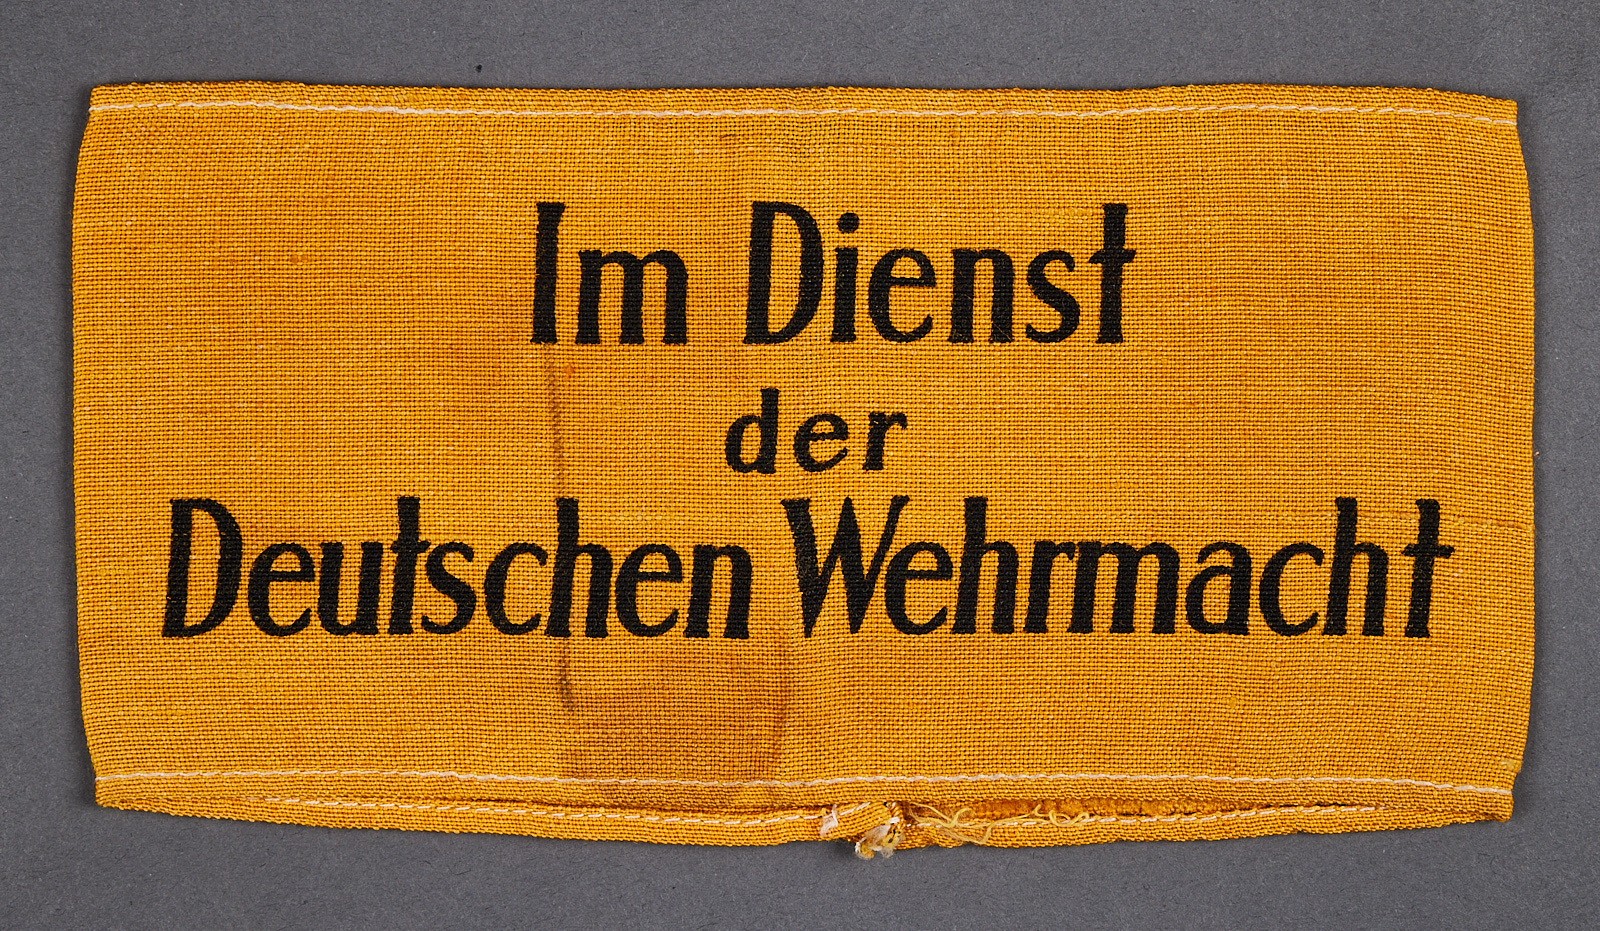 Im Dienst
der
Deutschen Wehrmacht